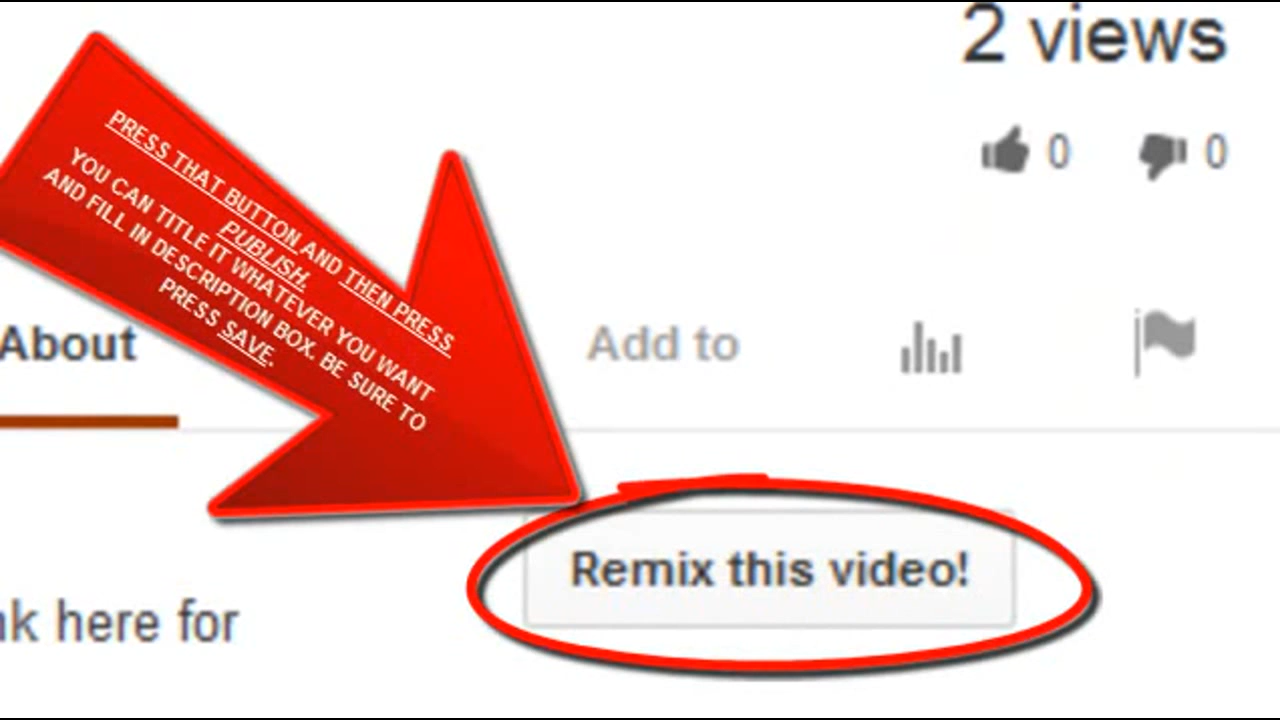 2 views
0 0
PRESS THAT BUTTON AND THEN PRESS
PUBLISH.
YOU CAN TITLE IT WHATEVER YOU WANT
AND FILL IN DESCRIPTION BOX. BE SURE TO
PRESS SAVE.
About Add to
Remix this video!
here for